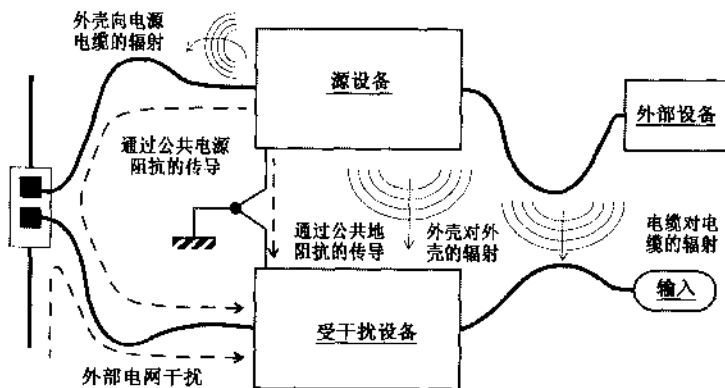 外壳向电源
电缆的辐射
源设备
外部设备
通过公共电源
阻抗的传导
通过公共地
阻抗的传导
外壳对外
壳的辐射
电缆对电
缆的辐射
输入
受干扰设备
外部电网干扰